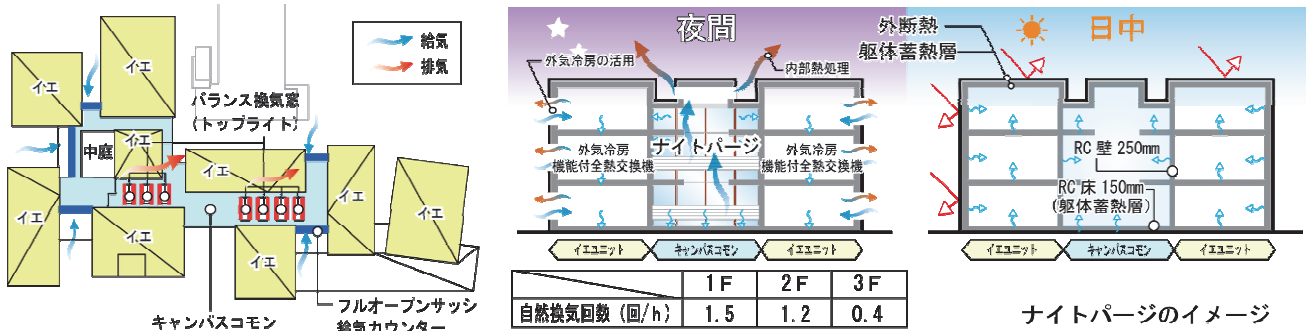 給気
排気
イエ
イエ
バランス換気窓
(トップライト)
中庭
イエ
イエ
イエ
イエ
イエ
イエ
イエ
キャンパスコモン
フルオープンサッシ
給気カウンター
夜間
外気冷房の活用
内部熱処理
ナイトパージ
外気冷房
機能付全熱交換機
外気冷房
機能付全熱交換機
イエユニット
キャンパスコモン
イエユニット
1F 2F 3F
自然換気回数(回/h) 1.5 1.2 0.4
外断熱
躯体蓄熱層
日中
RC 壁 250mm
RC 床 150mm
(躯体蓄熱層)
イエユニット
キャンパスコモン
イエユニット
ナイトパージのイメージ